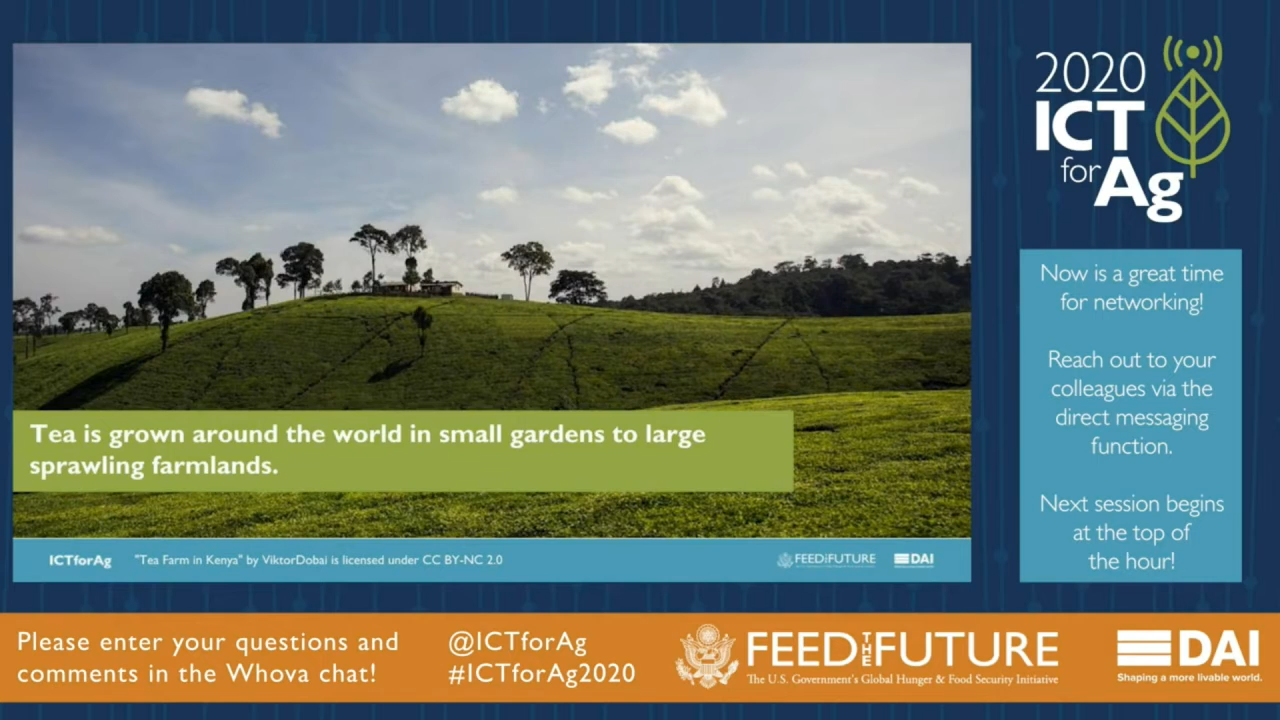 2020
ICT
for Ag
Tea is grown around the world in small gardens to large
sprawling farmlands.
ICTforAg "Tea Farm in Kenya" by ViktorDobai is licensed under CC BY-NC 2.0
FEED THE FUTURE DAI
Now is a great time
for networking!
Reach out to your
colleagues via the
direct messaging
function.
Next session begins
at the top of
the hour!
Please enter your questions and
comments in the Whova chat!
@ICTforAg
#ICTforAg2020
FEED THE FUTURE
The U.S. Government's Global Hunger & Food Security Initiative
DAI
Shaping a more livable world.